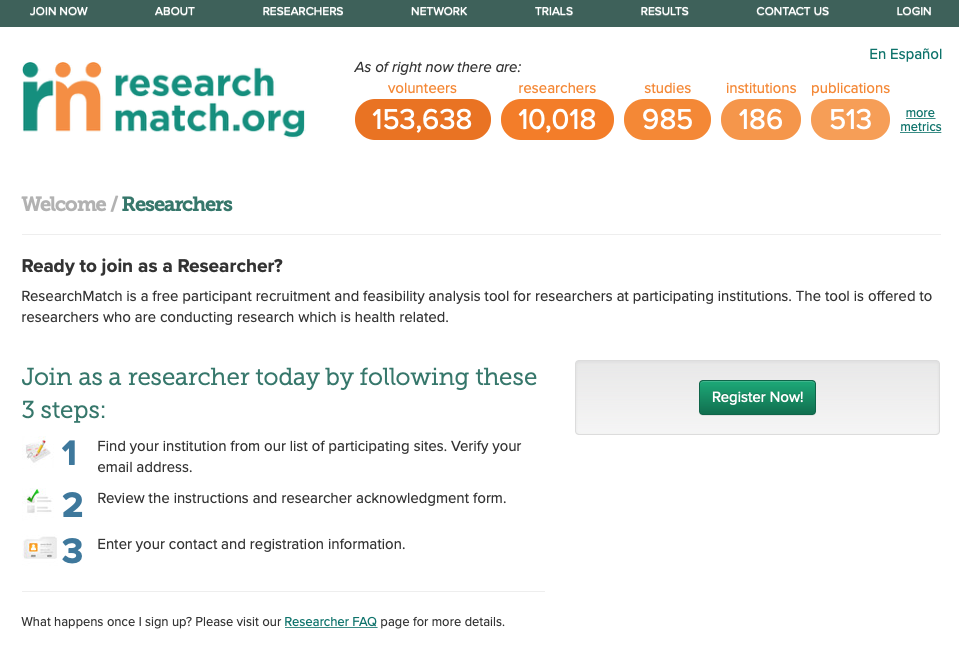 JOIN NOW ABOUT RESEARCHERS NETWORK TRIALS RESULTS CONTACT US LOGIN
En Español
research
match.org
As of right now there are:
volunteers researchers studies institutions publications
153,638 10,018 985 186 513
more
metrics
Welcome / Researchers
Ready to join as a Researcher?
ResearchMatch is a free participant recruitment and feasibility analysis tool for researchers at participating institutions. The tool is offered to
researchers who are conducting research which is health related.
Join as a researcher today by following these
3 steps:
Register Now!
1 Find your institution from our list of participating sites. Verify your
email address.
2 Review the instructions and researcher acknowledgment form.
3 Enter your contact and registration information.
What happens once I sign up? Please visit our Researcher FAQ page for more details.